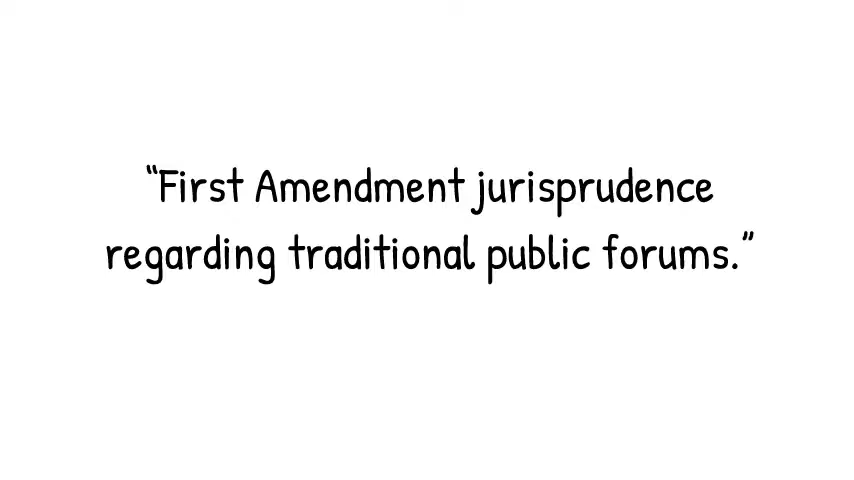 “First Amendment jurisprudence
regarding traditional public forums.”